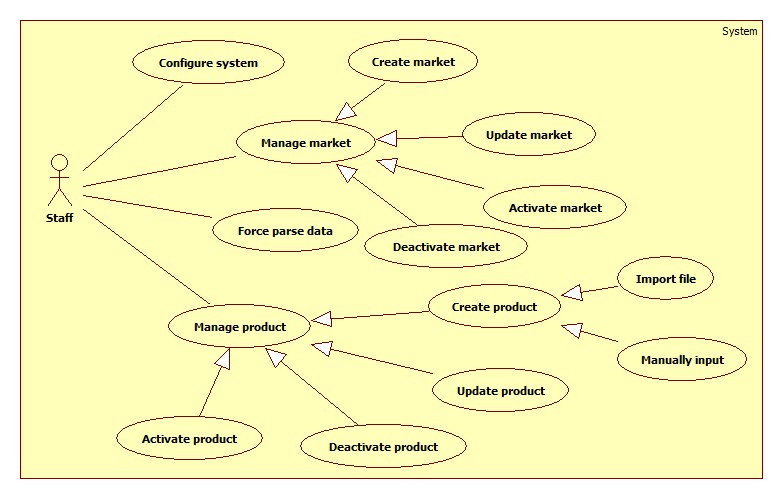 System
Configure system
Create market
Update market
Manage market
Activate market
Staff
Force parse data
Deactivate market
Import file
Create product
Manage product
Manually input
Update product
Activate product
Deactivate product